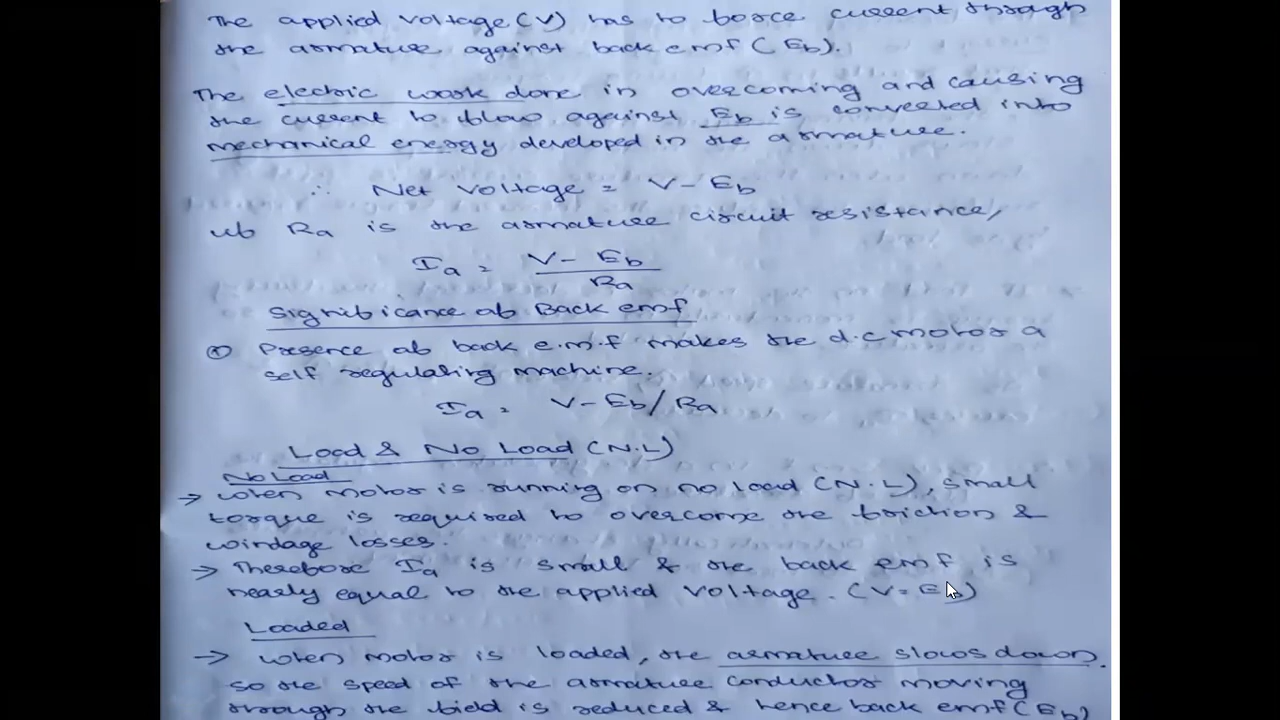 The applied voltage (V) has to force current through
the armature against back emf (Eb).
The electric work done in overcoming and causing
the current to flow against Eb is converted into
mechanical energy developed in the armature.
∴ Net voltage = V - Eb
if Ra is the armature circuit resistance,
Ia = V - Eb
Ra
Significance of Back emf
Presence of back e.m.f makes the d.c motor a
self regulating machine.
Ia = V - Eb / Ra
Load & No Load (N.L)
No Load
→ when motor is running on no load (N.L), small
torque is required to overcome the friction &
windage losses.
→ Therefore Ia is small & the back emf is
nearly equal to the applied voltage. (V = Eb)
Loaded
→ when motor is loaded, the armature slows down.
so the speed of the armature conductor moving
through the field is reduced & hence back emf (Eb)